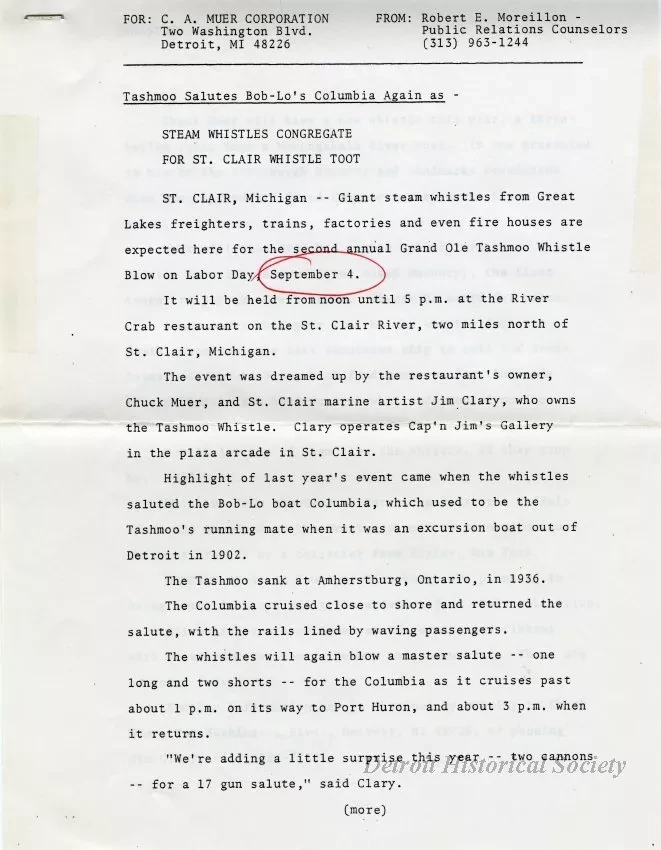 FOR: C. A. MUER CORPORATION
Two Washington Blvd.
Detroit, MI 48226
FROM: Robert E. Moreillon -
Public Relations Counselors
(313) 963-1244
Tashmoo Salutes Bob-Lo's Columbia Again as -
STEAM WHISTLES CONGREGATE
FOR ST. CLAIR WHISTLE TOOT
ST. CLAIR, Michigan -- Giant steam whistles from Great
Lakes freighters, trains, factories and even fire houses are
expected here for the second annual Grand Ole Tashmoo Whistle
Blow on Labor Day, September 4.
It will be held from noon until 5 p.m. at the River
Crab restaurant on the St. Clair River, two miles north of
St. Clair, Michigan.
The event was dreamed up by the restaurant's owner,
Chuck Muer, and St. Clair marine artist Jim Clary, who owns
the Tashmoo Whistle. Clary operates Cap'n Jim's Gallery
in the plaza arcade in St. Clair.
Highlight of last year's event came when the whistles
saluted the Bob-Lo boat Columbia, which used to be the
Tashmoo's running mate when it was an excursion boat out of
Detroit in 1902.
The Tashmoo sank at Amherstburg, Ontario, in 1936.
The Columbia cruised close to shore and returned the
salute, with the rails lined by waving passengers.
The whistles will again blow a master salute -- one
long and two shorts -- for the Columbia as it cruises past
about 1 p.m. on its way to Port Huron, and about 3 p.m. when
it returns.
"We're adding a little surprise this year -- two cannons
-- for a 17 gun salute," said Clary.
Detroit Historical Society
(more)